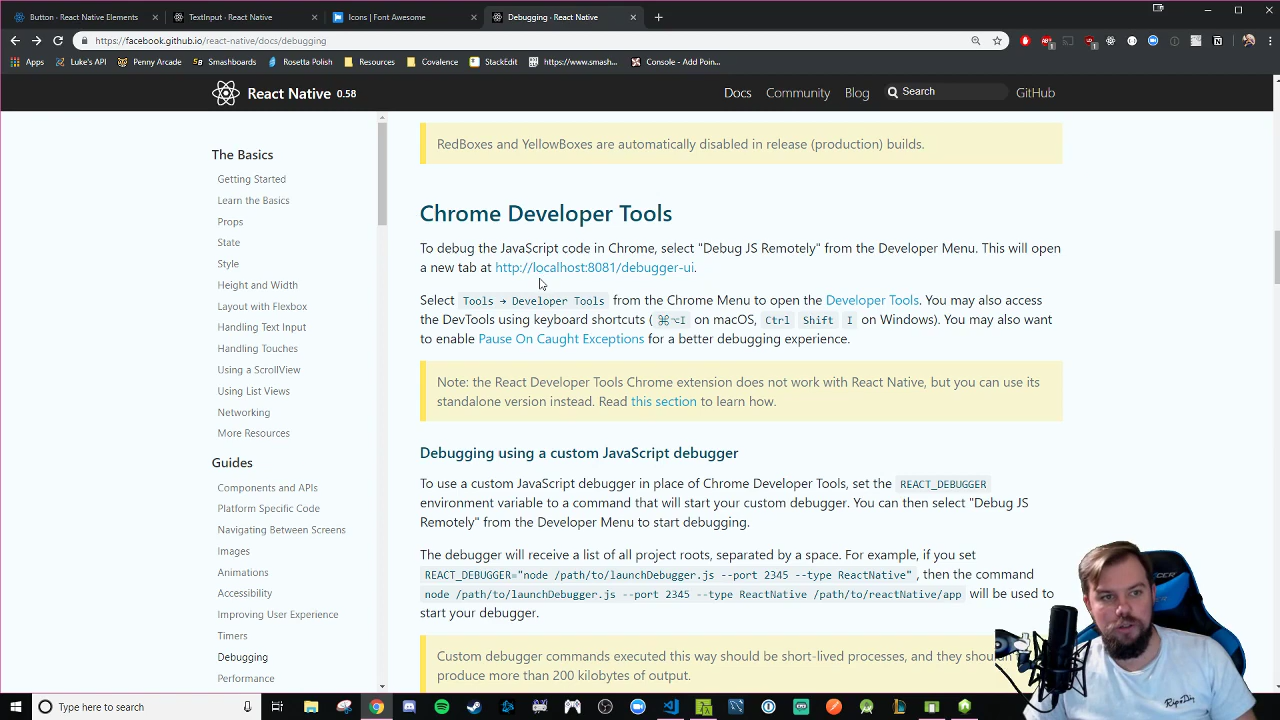 Button - React Native Elements
TextInput · React Native
Icons | Font Awesome
Debugging · React Native
https://facebook.github.io/react-native/docs/debugging
Apps
Luke's API
Penny Arcade
Smashboards
Rosetta Polish
Resources
Covalence
StackEdit
https://www.smash...
Console - Add Poin...
React Native 0.58
Docs
Community
Blog
Search
GitHub
The Basics
Getting Started
Learn the Basics
Props
State
Style
Height and Width
Layout with Flexbox
Handling Text Input
Handling Touches
Using a ScrollView
Using List Views
Networking
More Resources
Guides
Components and APIs
Platform Specific Code
Navigating Between Screens
Images
Animations
Accessibility
Improving User Experience
Timers
Debugging
Performance
RedBoxes and YellowBoxes are automatically disabled in release (production) builds.
Chrome Developer Tools
To debug the JavaScript code in Chrome, select "Debug JS Remotely" from the Developer Menu. This will open
a new tab at http://localhost:8081/debugger-ui.
Select Tools → Developer Tools from the Chrome Menu to open the Developer Tools. You may also access
the DevTools using keyboard shortcuts ( ⌘⌥I on macOS, Ctrl Shift I on Windows). You may also want
to enable Pause On Caught Exceptions for a better debugging experience.
Note: the React Developer Tools Chrome extension does not work with React Native, but you can use its
standalone version instead. Read this section to learn how.
Debugging using a custom JavaScript debugger
To use a custom JavaScript debugger in place of Chrome Developer Tools, set the REACT_DEBUGGER
environment variable to a command that will start your custom debugger. You can then select "Debug JS
Remotely" from the Developer Menu to start debugging.
The debugger will receive a list of all project roots, separated by a space. For example, if you set
REACT_DEBUGGER="node /path/to/launchDebugger.js --port 2345 --type ReactNative", then the command
node /path/to/launchDebugger.js --port 2345 --type ReactNative /path/to/reactNative/app will be used to
start your debugger.
Custom debugger commands executed this way should be short-lived processes, and they
produce more than 200 kilobytes of output.
Type here to search